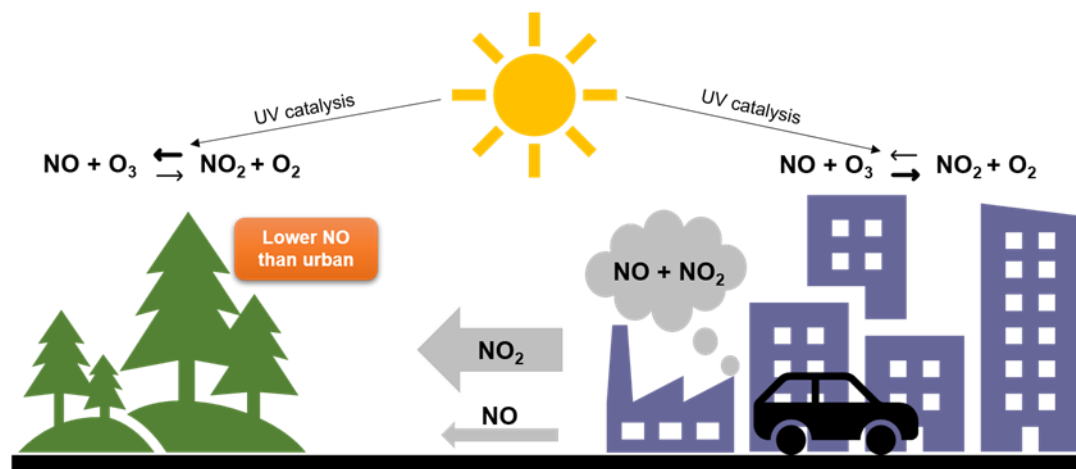 UV catalysis
UV catalysis
NO + O₃ ⇄ NO₂ + O₂
NO + O₃ ⇄ NO₂ + O₂
Lower NO
than urban
NO + NO₂
NO₂
NO